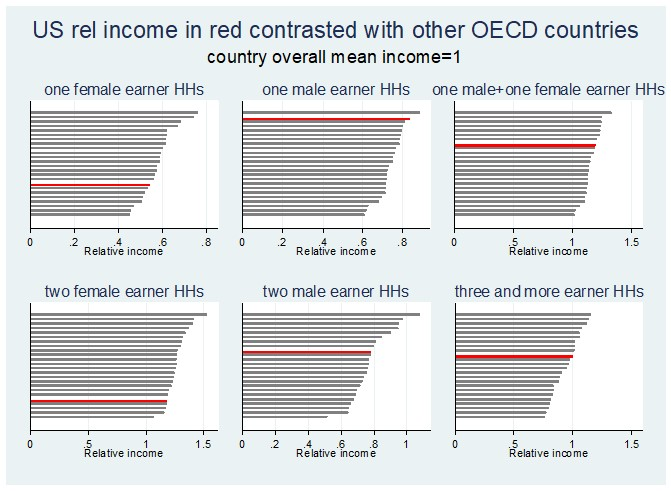 US rel income in red contrasted with other OECD countries
country overall mean income=1
one female earner HHs
one male earner HHs
one male+one female earner HHs
0 .2 .4 .6 .8
Relative income
0 .2 .4 .6 .8
Relative income
0 .5 1 1.5
Relative income
two female earner HHs
two male earner HHs
three and more earner HHs
0 .5 1 1.5
Relative income
0 .2 .4 .6 .8 1
Relative income
0 .5 1 1.5
Relative income